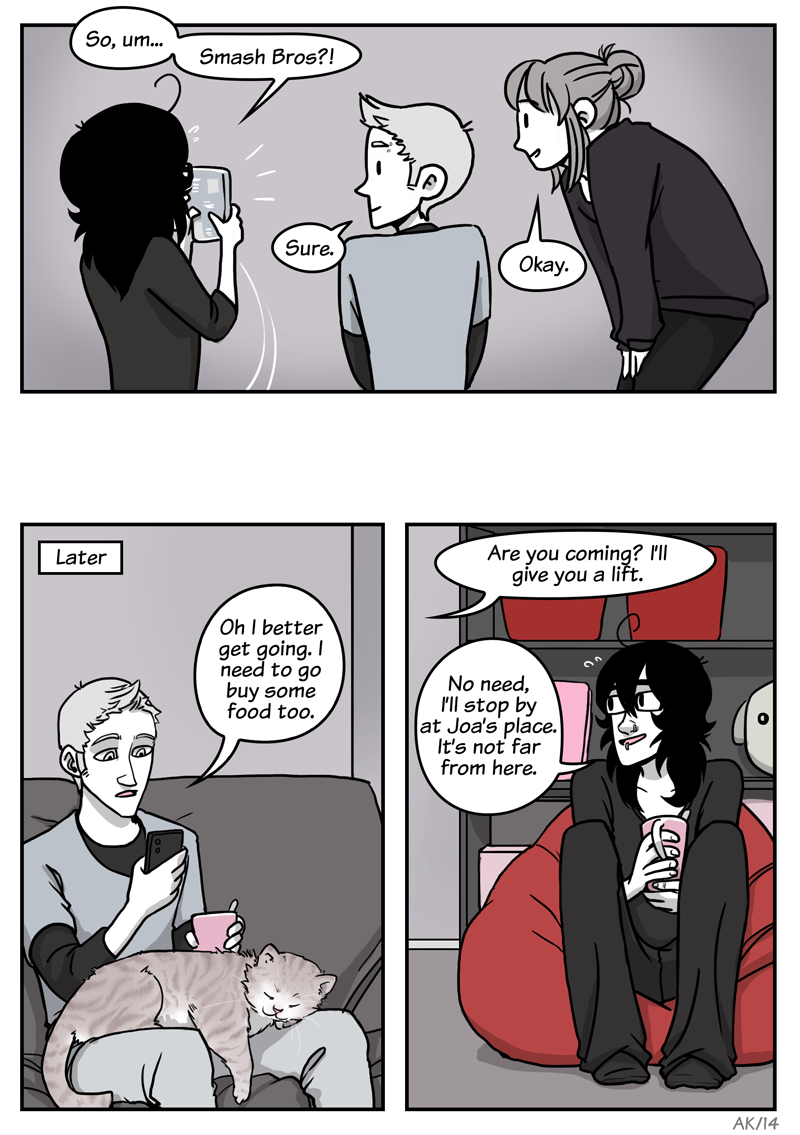 So, um...
Smash Bros?!
Sure.
Okay.
Later
Oh I better
get going. I
need to go
buy some
food too.
Are you coming? I'll
give you a lift.
No need,
I'll stop by
at Joa's place.
It's not far
from here.
AK/14